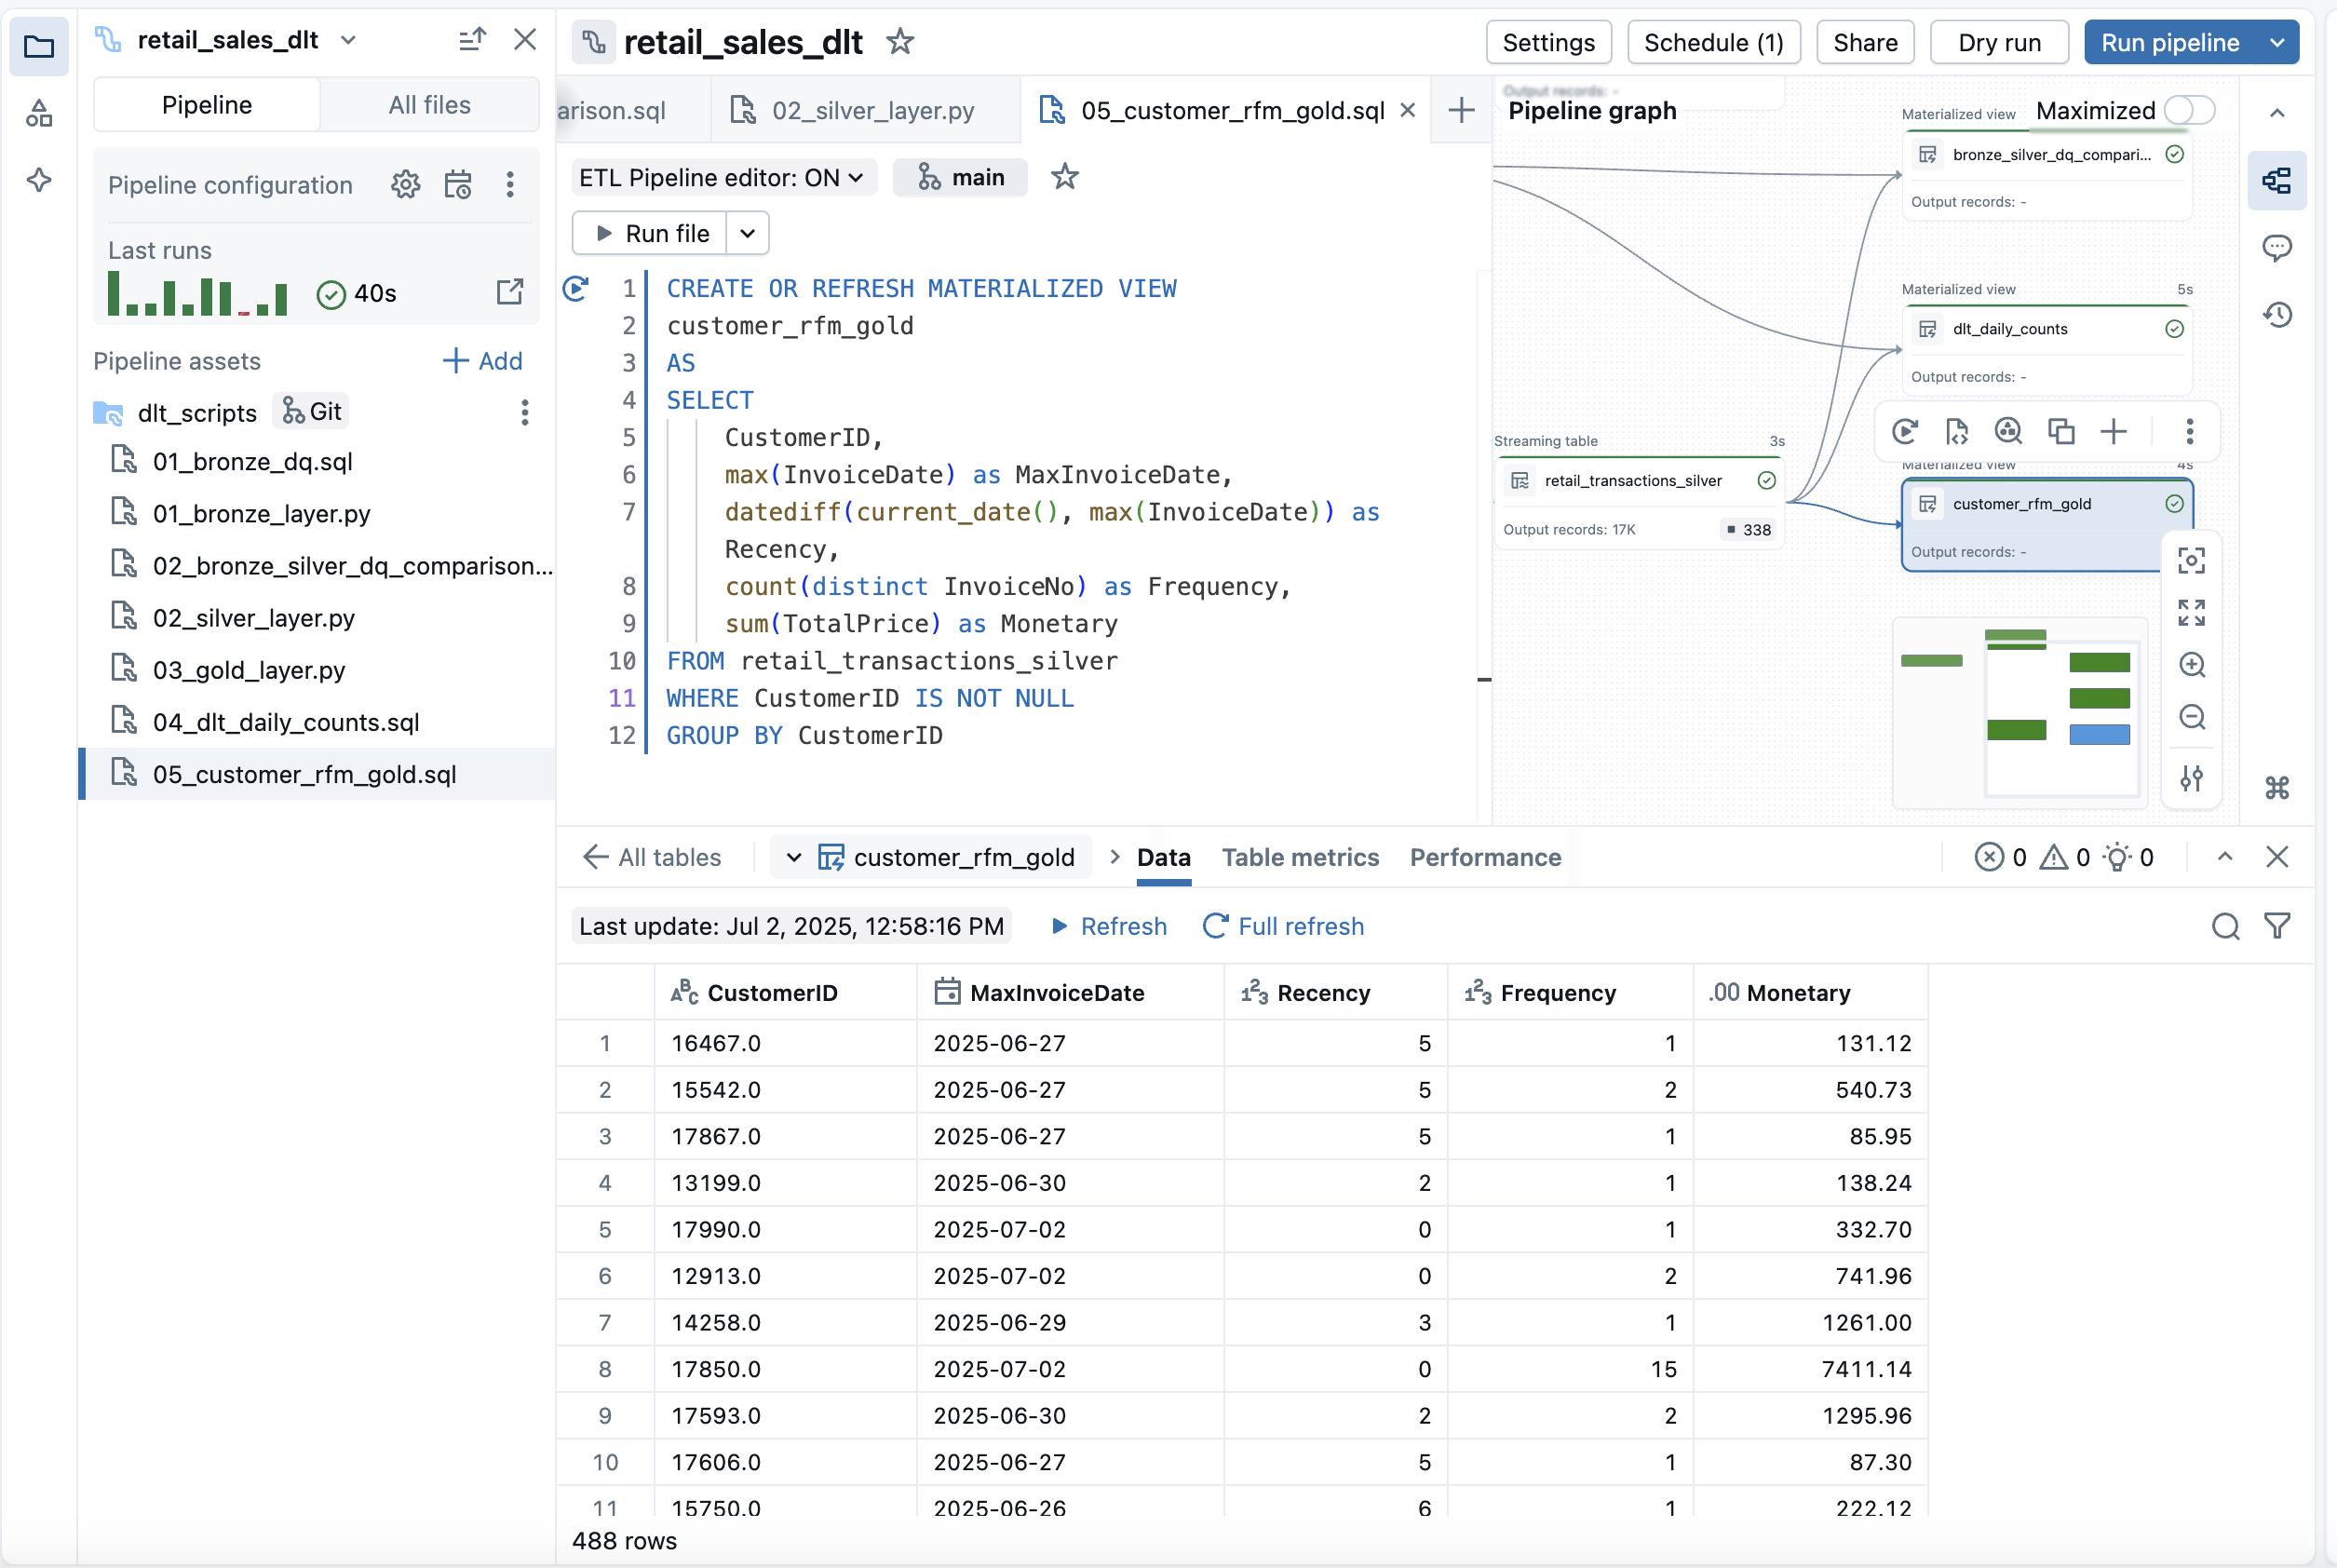 retail_sales_dlt
Pipeline
All files
Pipeline configuration
Last runs
40s
Pipeline assets
Add
dlt_scripts
Git
01_bronze_dq.sql
01_bronze_layer.py
02_bronze_silver_dq_comparison...
02_silver_layer.py
03_gold_layer.py
04_dlt_daily_counts.sql
05_customer_rfm_gold.sql
retail_sales_dlt
Settings
Schedule (1)
Share
Dry run
Run pipeline
arison.sql
02_silver_layer.py
05_customer_rfm_gold.sql
ETL Pipeline editor: ON
main
Run file
1 CREATE OR REFRESH MATERIALIZED VIEW
2 customer_rfm_gold
3 AS
4 SELECT
5 CustomerID,
6 max(InvoiceDate) as MaxInvoiceDate,
7 datediff(current_date(), max(InvoiceDate)) as
Recency,
8 count(distinct InvoiceNo) as Frequency,
9 sum(TotalPrice) as Monetary
10 FROM retail_transactions_silver
11 WHERE CustomerID IS NOT NULL
12 GROUP BY CustomerID
Output records: -
Pipeline graph
Maximized
Materialized view
bronze_silver_dq_compari...
Output records: -
Materialized view 5s
dlt_daily_counts
Output records: -
Streaming table 3s
retail_transactions_silver
Output records: 17K
338
Materialized view 4s
customer_rfm_gold
Output records: -
All tables
customer_rfm_gold
Data
Table metrics
Performance
0 0 0
Last update: Jul 2, 2025, 12:58:16 PM
Refresh
Full refresh
ABC CustomerID MaxInvoiceDate 123 Recency 123 Frequency .00 Monetary
1 16467.0 2025-06-27 5 1 131.12
2 15542.0 2025-06-27 5 2 540.73
3 17867.0 2025-06-27 5 1 85.95
4 13199.0 2025-06-30 2 1 138.24
5 17990.0 2025-07-02 0 1 332.70
6 12913.0 2025-07-02 0 2 741.96
7 14258.0 2025-06-29 3 1 1261.00
8 17850.0 2025-07-02 0 15 7411.14
9 17593.0 2025-06-30 2 2 1295.96
10 17606.0 2025-06-27 5 1 87.30
11 15750.0 2025-06-26 6 1 222.12
488 rows